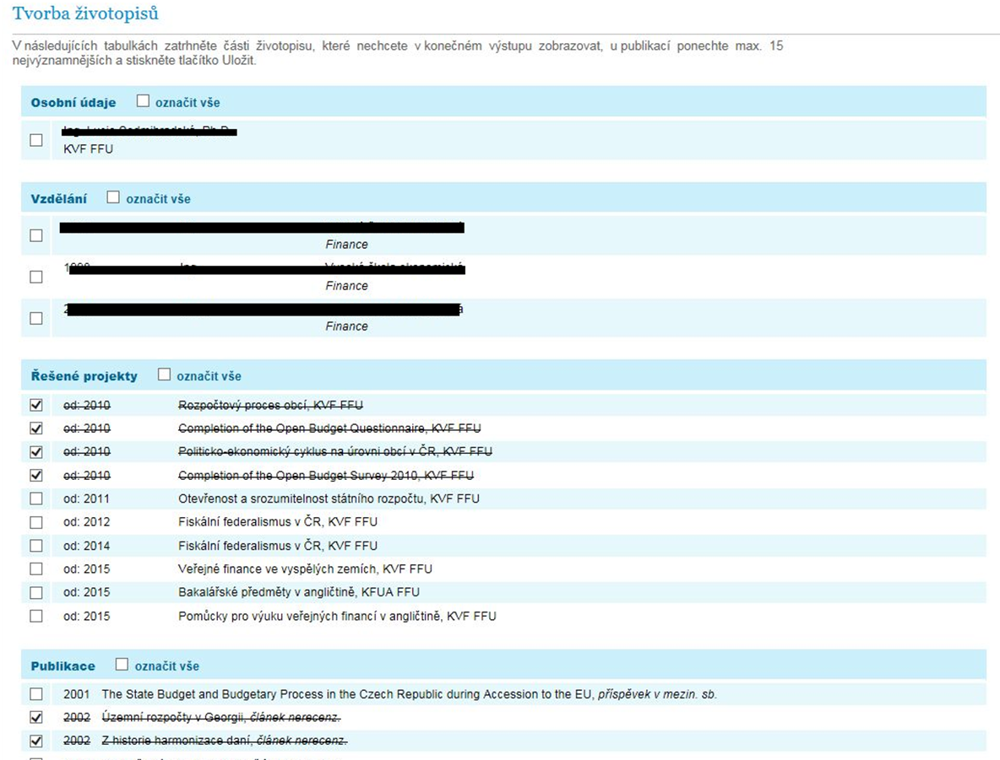 Tvorba životopisů
V následujících tabulkách zatrhněte části životopisu, které nechcete v konečném výstupu zobrazovat, u publikací ponechte max. 15
nejvýznamnějších a stiskněte tlačítko Uložit.
Osobní údaje označit vše
KVF FFU
Vzdělání označit vše
Finance
Finance
Finance
Řešené projekty označit vše
od: 2010 Rozpočtový proces obcí, KVF FFU
od: 2010 Completion of the Open Budget Questionnaire, KVF FFU
od: 2010 Politicko-ekonomický cyklus na úrovni obcí v ČR, KVF FFU
od: 2010 Completion of the Open Budget Survey 2010, KVF FFU
od: 2011 Otevřenost a srozumitelnost státního rozpočtu, KVF FFU
od: 2012 Fiskální federalismus v ČR, KVF FFU
od: 2014 Fiskální federalismus v ČR, KVF FFU
od: 2015 Veřejné finance ve vyspělých zemích, KVF FFU
od: 2015 Bakalářské předměty v angličtině, KFUA FFU
od: 2015 Pomůcky pro výuku veřejných financí v angličtině, KVF FFU
Publikace označit vše
2001 The State Budget and Budgetary Process in the Czech Republic during Accession to the EU, příspěvek v mezin. sb.
2002 Územní rozpočty v Georgii, článek nerecenz.
2002 Z historie harmonizace daní, článek nerecenz.